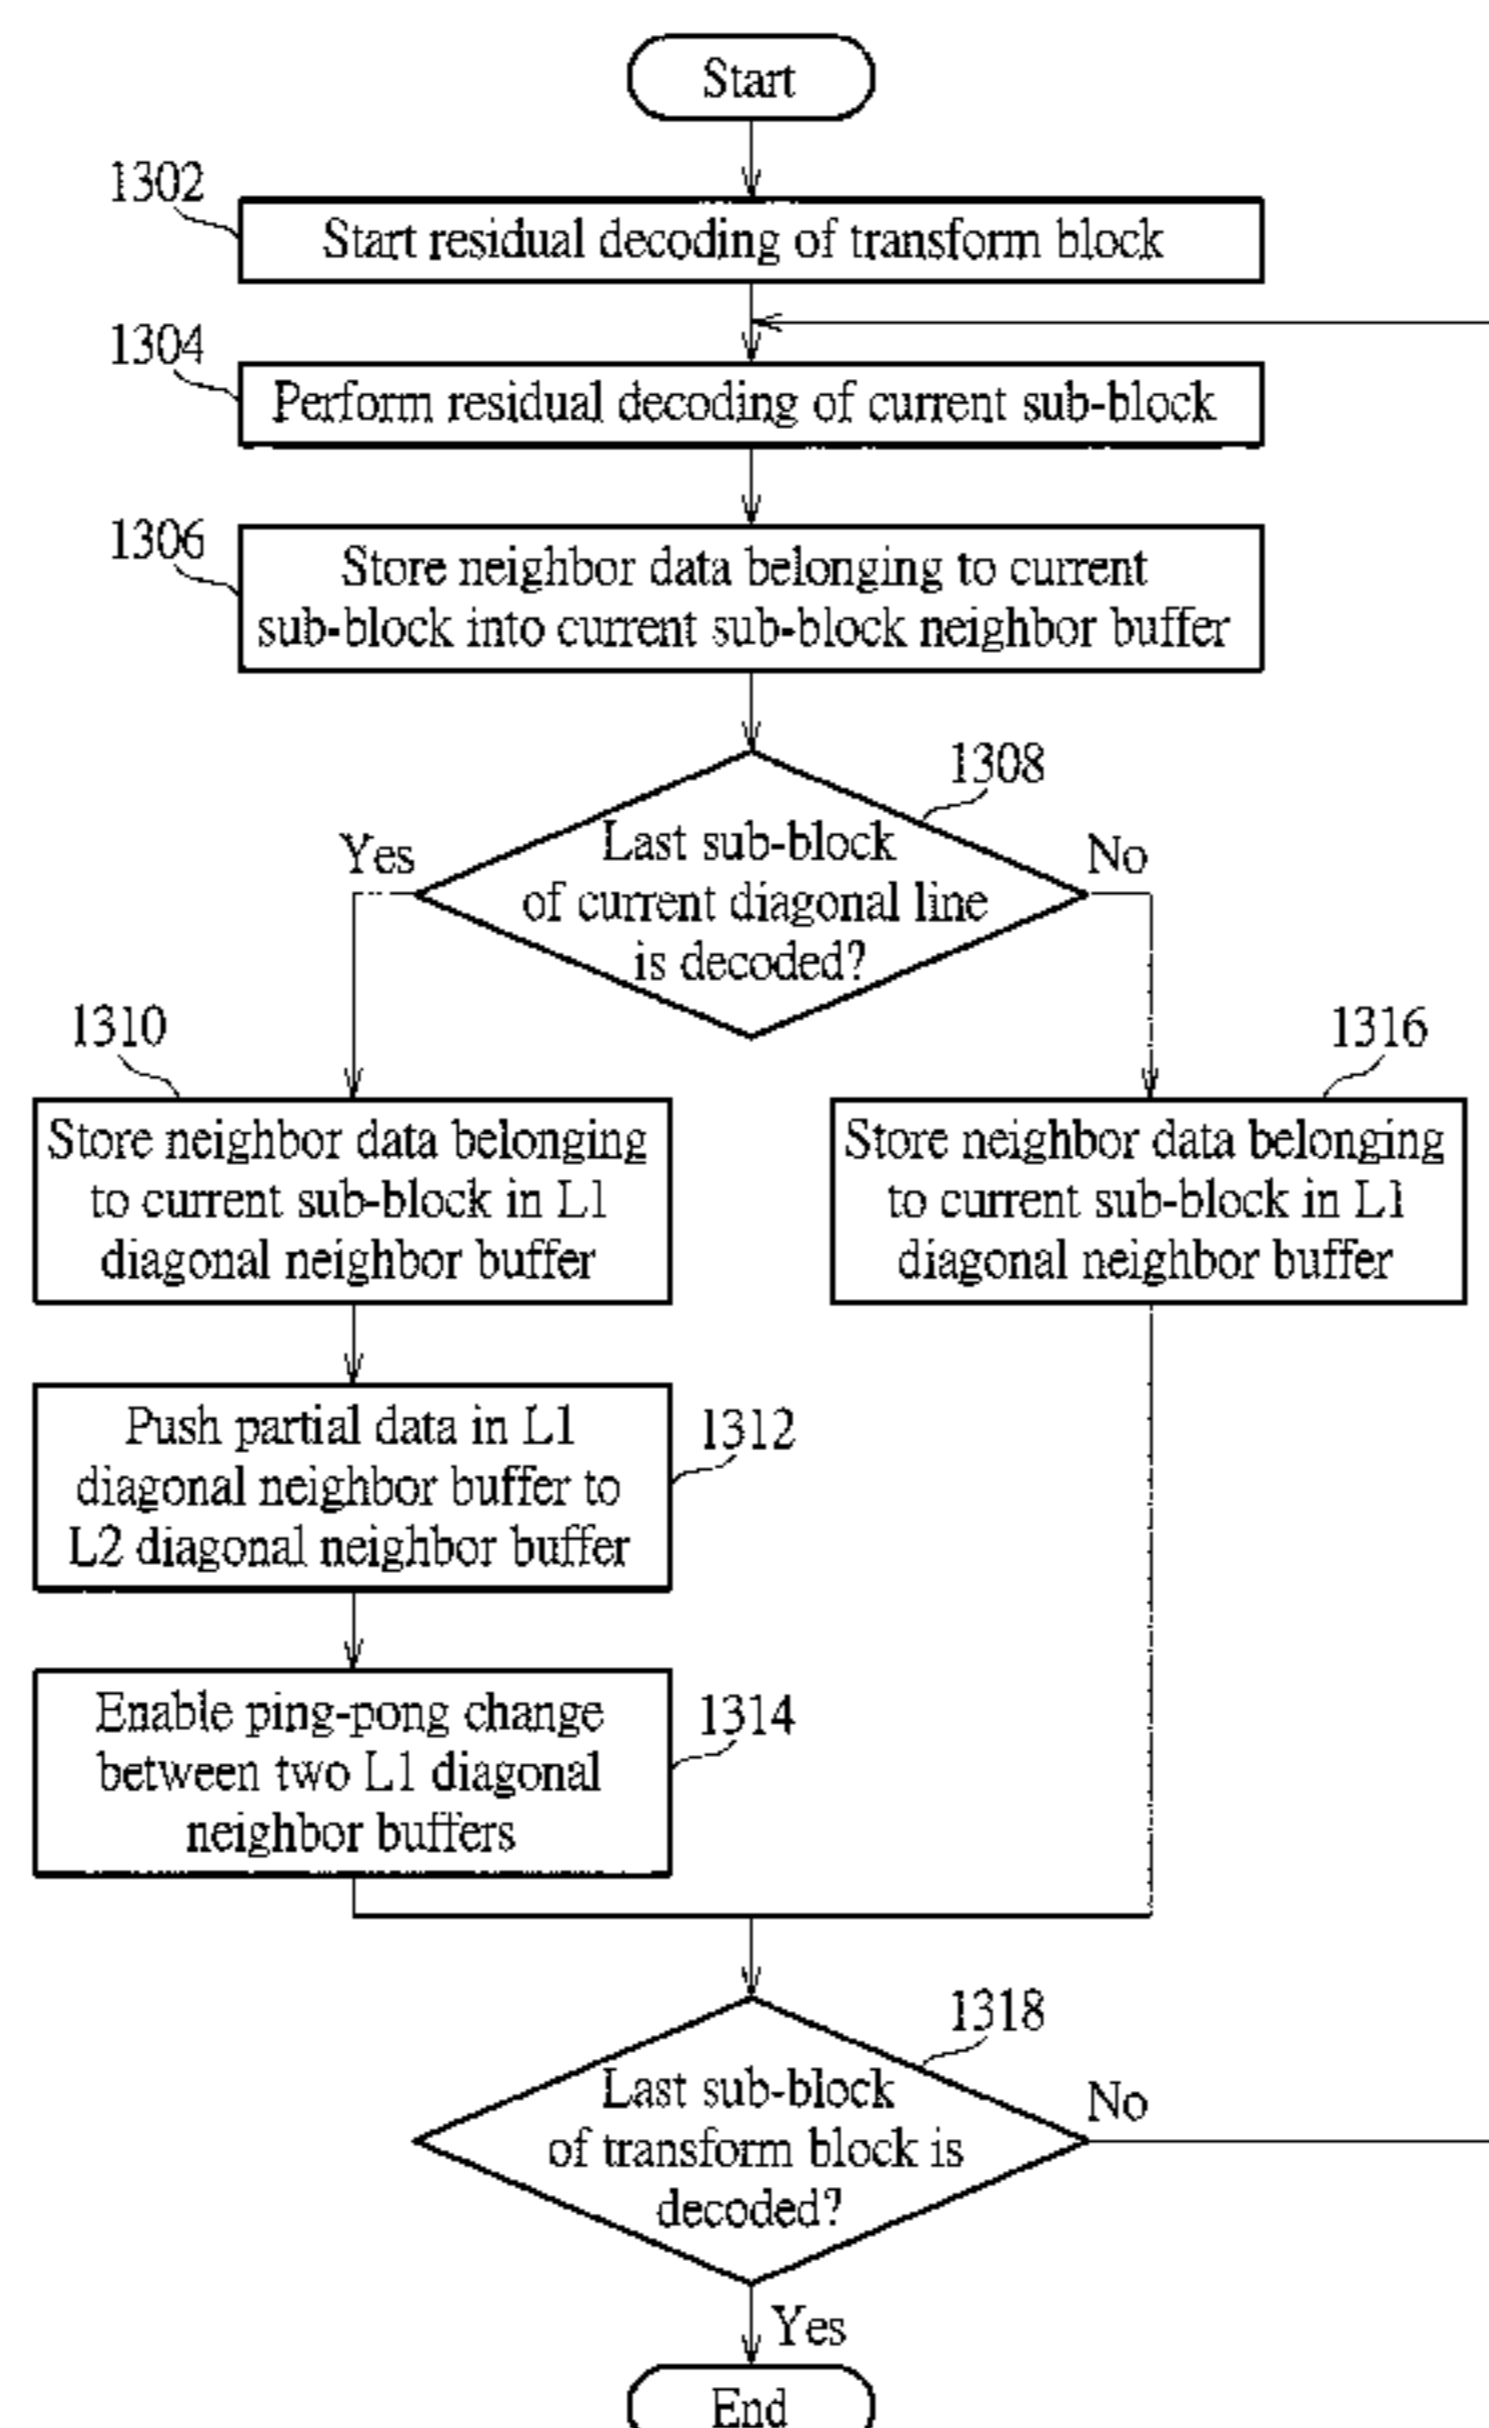 Start
1302
Start residual decoding of transform block
1304
Perform residual decoding of current sub-block
1306
Store neighbor data belonging to current
sub-block into current sub-block neighbor buffer
1308
Last sub-block
of current diagonal line
is decoded?
Yes
No
1310
Store neighbor data belonging
to current sub-block in L1
diagonal neighbor buffer
1316
Store neighbor data belonging
to current sub-block in L1
diagonal neighbor buffer
1312
Push partial data in L1
diagonal neighbor buffer to
L2 diagonal neighbor buffer
1314
Enable ping-pong change
between two L1 diagonal
neighbor buffers
1318
Last sub-block
of transform block is
decoded?
No
Yes
End